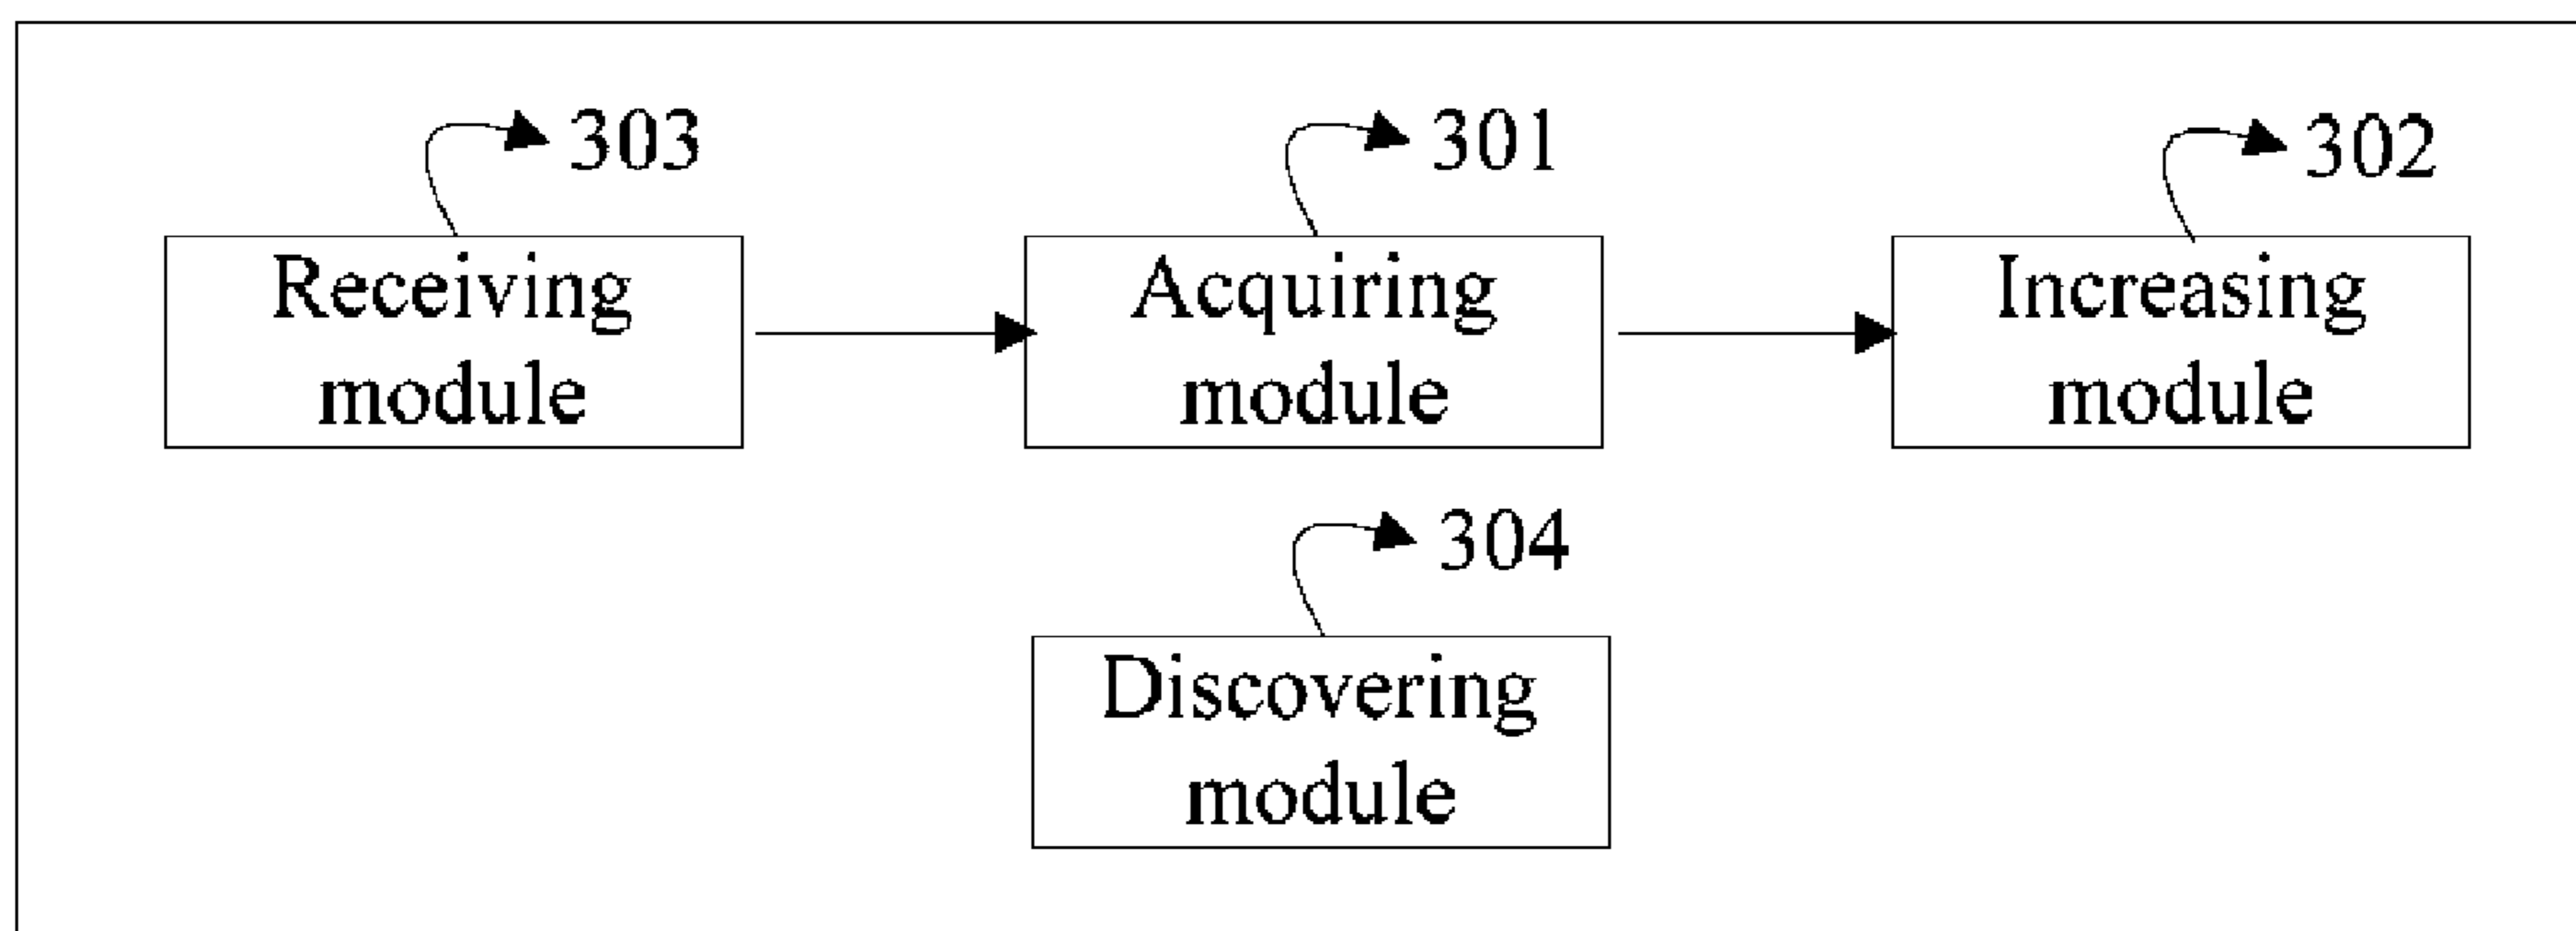 303
301
302
Receiving
module
Acquiring
module
Increasing
module
304
Discovering
module